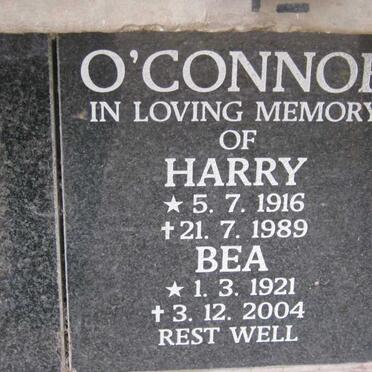 O'CONNOR
IN LOVING MEMORY
OF
HARRY
★ 5. 7. 1916
✝ 21. 7. 1989
BEA
★ 1. 3. 1921
✝ 3. 12. 2004
REST WELL